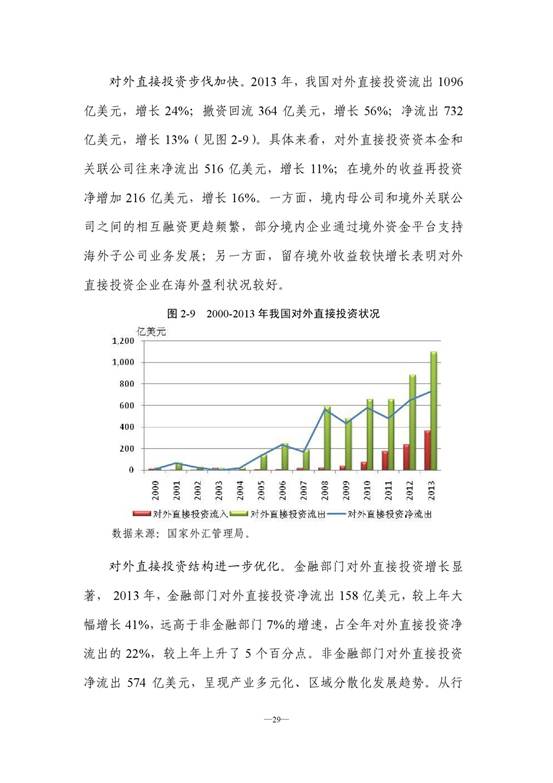 对外直接投资步伐加快。2013 年，我国对外直接投资流出 1096
亿美元，增长 24%；撤资回流 364 亿美元，增长 56%；净流出 732
亿美元，增长 13%（见图 2-9）。具体来看，对外直接投资资本金和
关联公司往来净流出 516 亿美元，增长 11%；在境外的收益再投资
净增加 216 亿美元，增长 16%。一方面，境内母公司和境外关联公
司之间的相互融资更趋频繁，部分境内企业通过境外资金平台支持
海外子公司业务发展；另一方面，留存境外收益较快增长表明对外
直接投资企业在海外盈利状况较好。
图 2-9 2000-2013 年我国对外直接投资状况
亿美元
1,200
1,000
800
600
400
200
0
2000 2001 2002 2003 2004 2005 2006 2007 2008 2009 2010 2011 2012 2013
对外直接投资流入 对外直接投资流出 对外直接投资净流出
数据来源：国家外汇管理局。
对外直接投资结构进一步优化。金融部门对外直接投资增长显
著， 2013 年，金融部门对外直接投资净流出 158 亿美元，较上年大
幅增长 41%，远高于非金融部门 7%的增速，占全年对外直接投资净
流出的 22%，较上年上升了 5 个百分点。非金融部门对外直接投资
净流出 574 亿美元，呈现产业多元化、区域分散化发展趋势。从行
—29—